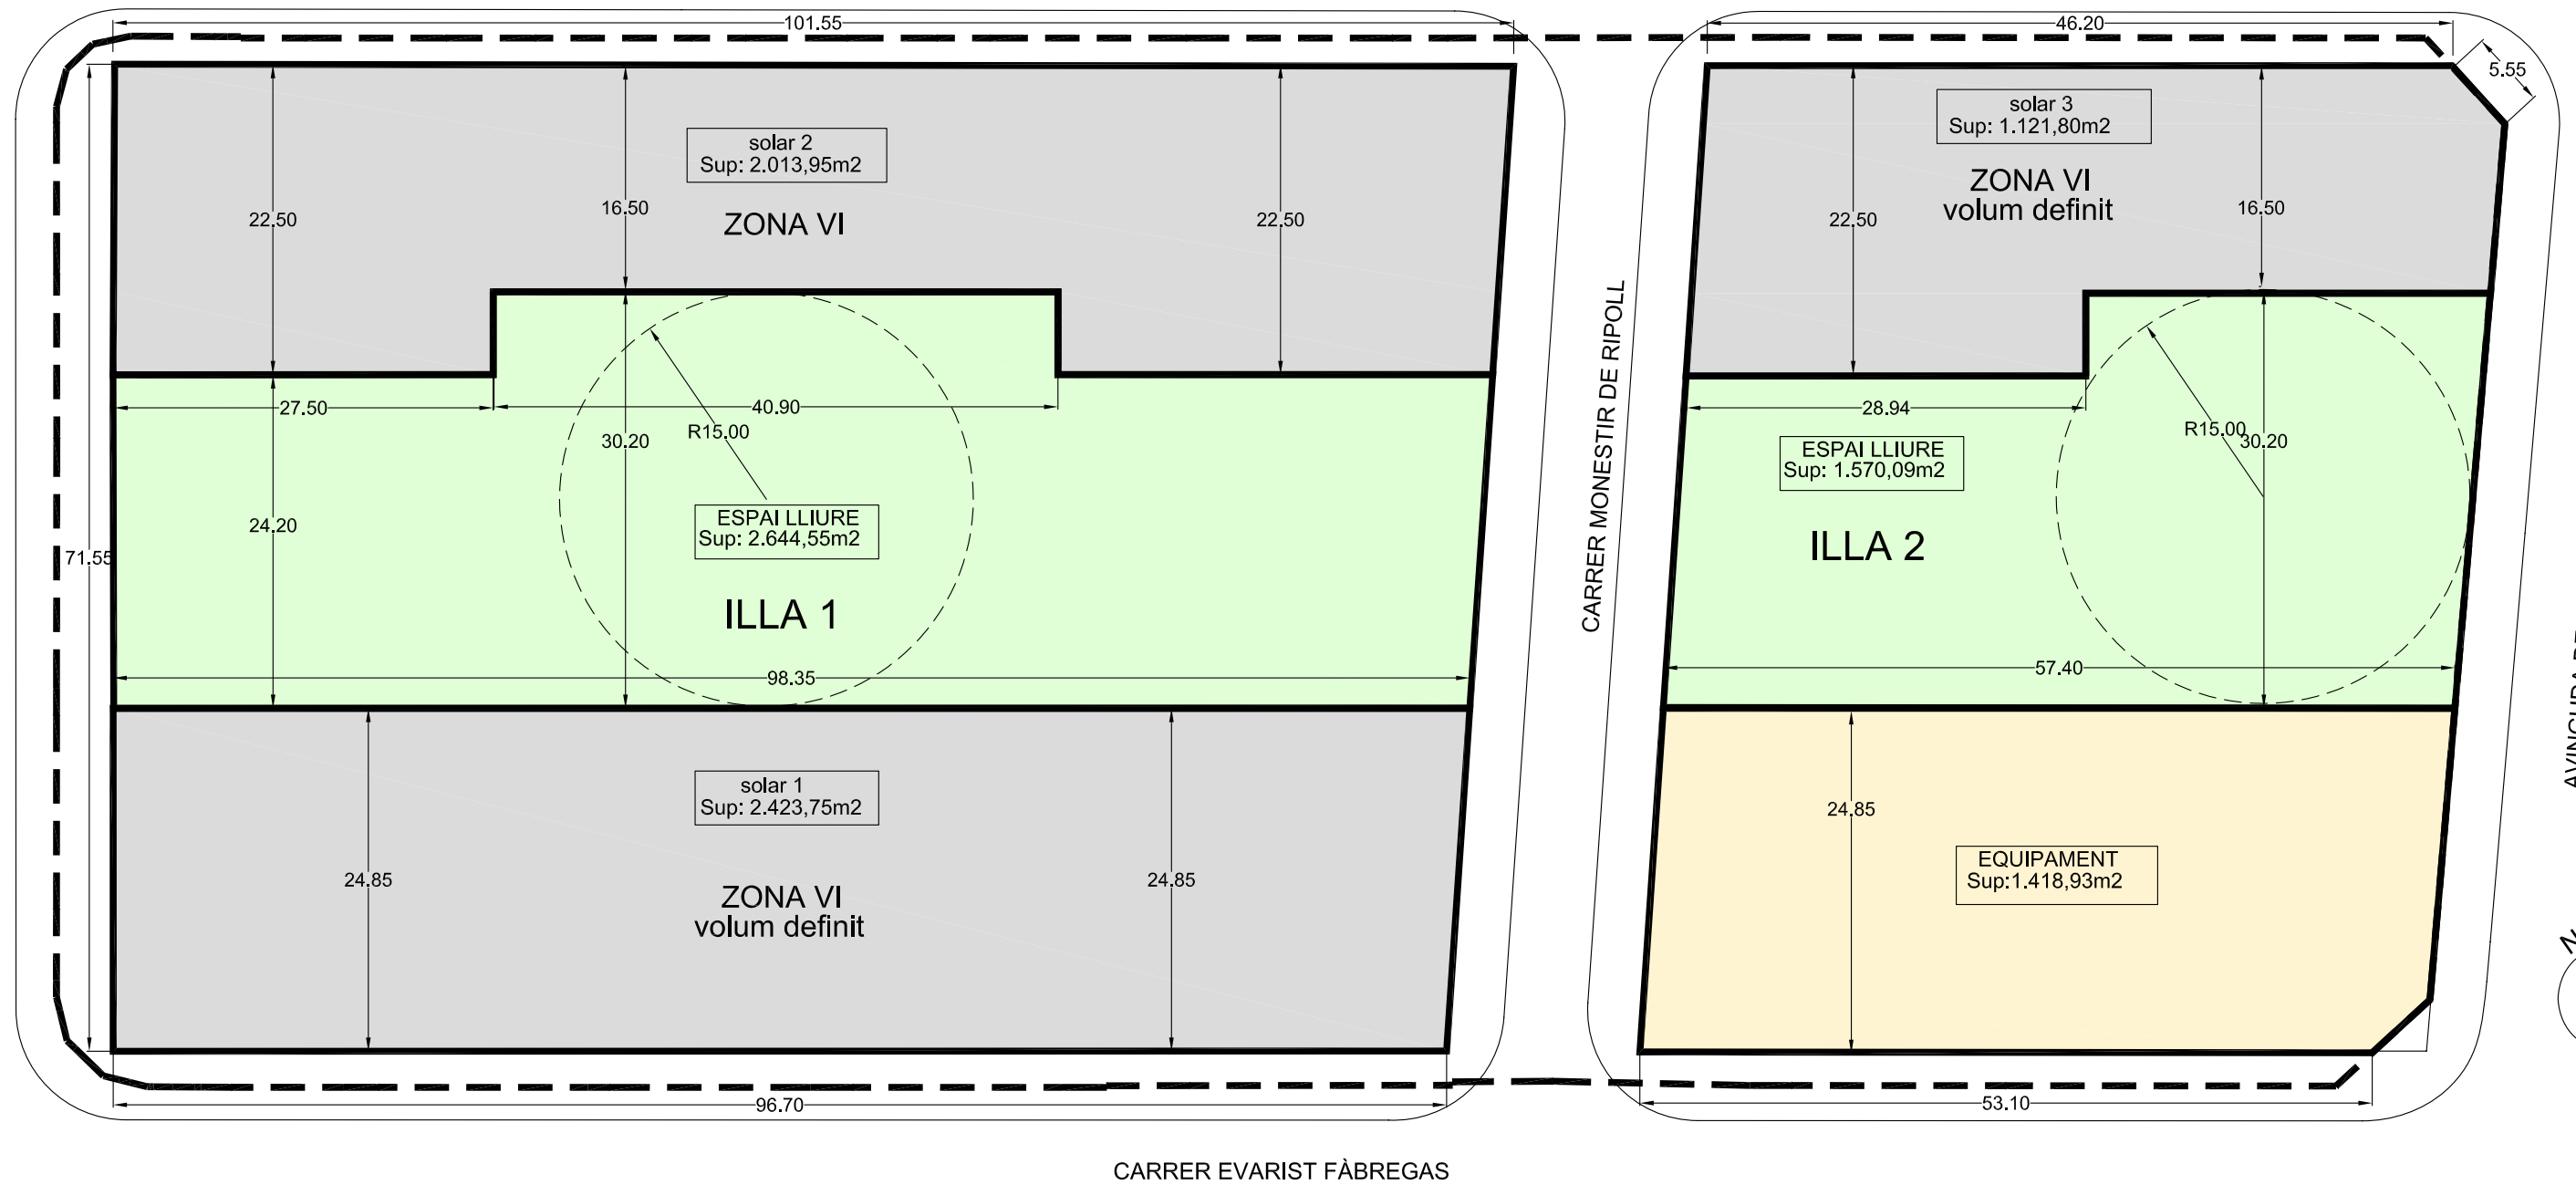 101.55
46.20
5.55
solar 2
Sup: 2.013,95m2
ZONA VI
22.50
16.50
22.50
solar 3
Sup: 1.121,80m2
ZONA VI
volum definit
22.50
16.50
27.50
40.90
28.94
R15.00
30.20
R15.00
30.20
ESPAI LLIURE
Sup: 1.570,09m2
ESPAI LLIURE
Sup: 2.644,55m2
24.20
71.55
ILLA 1
ILLA 2
CARRER MONESTIR DE RIPOLL
98.35
57.40
solar 1
Sup: 2.423,75m2
24.85
24.85
ZONA VI
volum definit
24.85
EQUIPAMENT
Sup:1.418,93m2
N
96.70
53.10
CARRER EVARIST FÀBREGAS